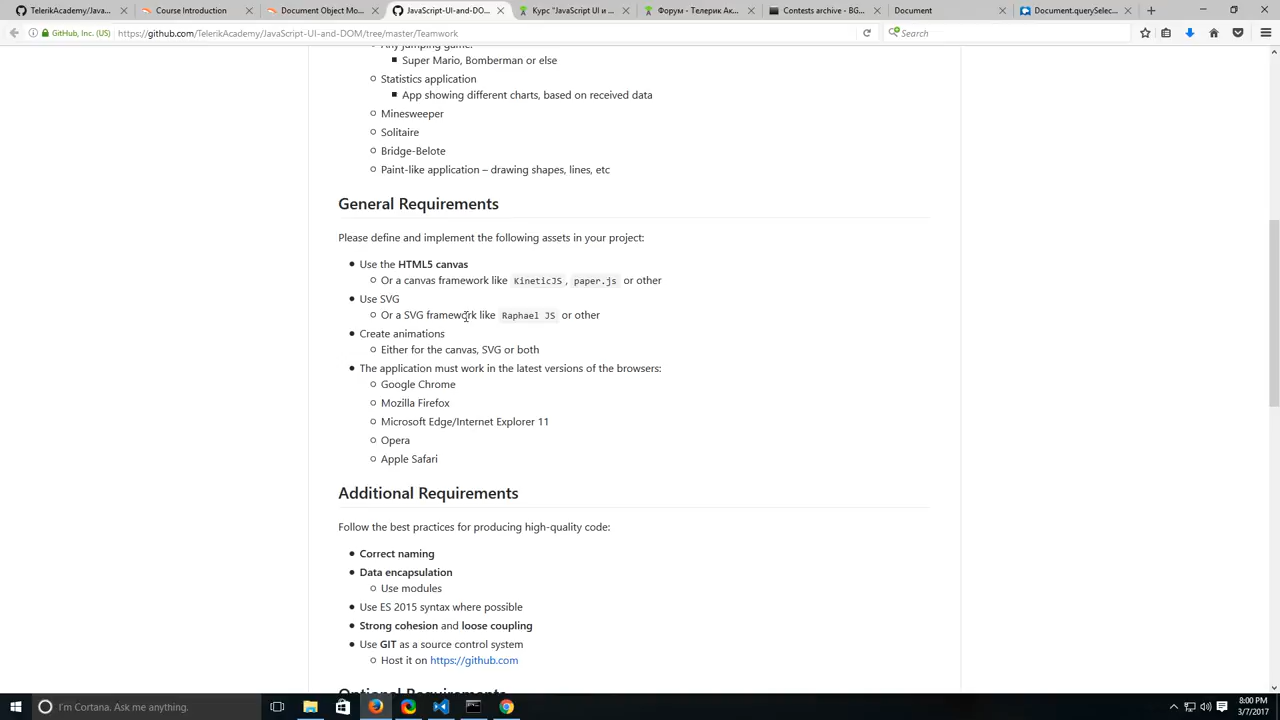 TelerikAcademy/JavaScript...
Course Introduction
Document Object Mo...
JavaScript-UI-and-DO...
Курс "JavaScript UI и ...
Форум - Телерик Ак...
Contests archive - BG...
Document
Document.querySelec...
GitHub, Inc. (US)
https://github.com/TelerikAcademy/JavaScript-UI-and-DOM/tree/master/Teamwork
Search
Any jumping game:
Super Mario, Bomberman or else
Statistics application
App showing different charts, based on received data
Minesweeper
Solitaire
Bridge-Belote
Paint-like application – drawing shapes, lines, etc
General Requirements
Please define and implement the following assets in your project:
Use the HTML5 canvas
Or a canvas framework like KineticJS, paper.js or other
Use SVG
Or a SVG framework like Raphael JS or other
Create animations
Either for the canvas, SVG or both
The application must work in the latest versions of the browsers:
Google Chrome
Mozilla Firefox
Microsoft Edge/Internet Explorer 11
Opera
Apple Safari
Additional Requirements
Follow the best practices for producing high-quality code:
Correct naming
Data encapsulation
Use modules
Use ES 2015 syntax where possible
Strong cohesion and loose coupling
Use GIT as a source control system
Host it on https://github.com
Optional Requirements
I'm Cortana. Ask me anything.
8:00 PM
3/7/2017